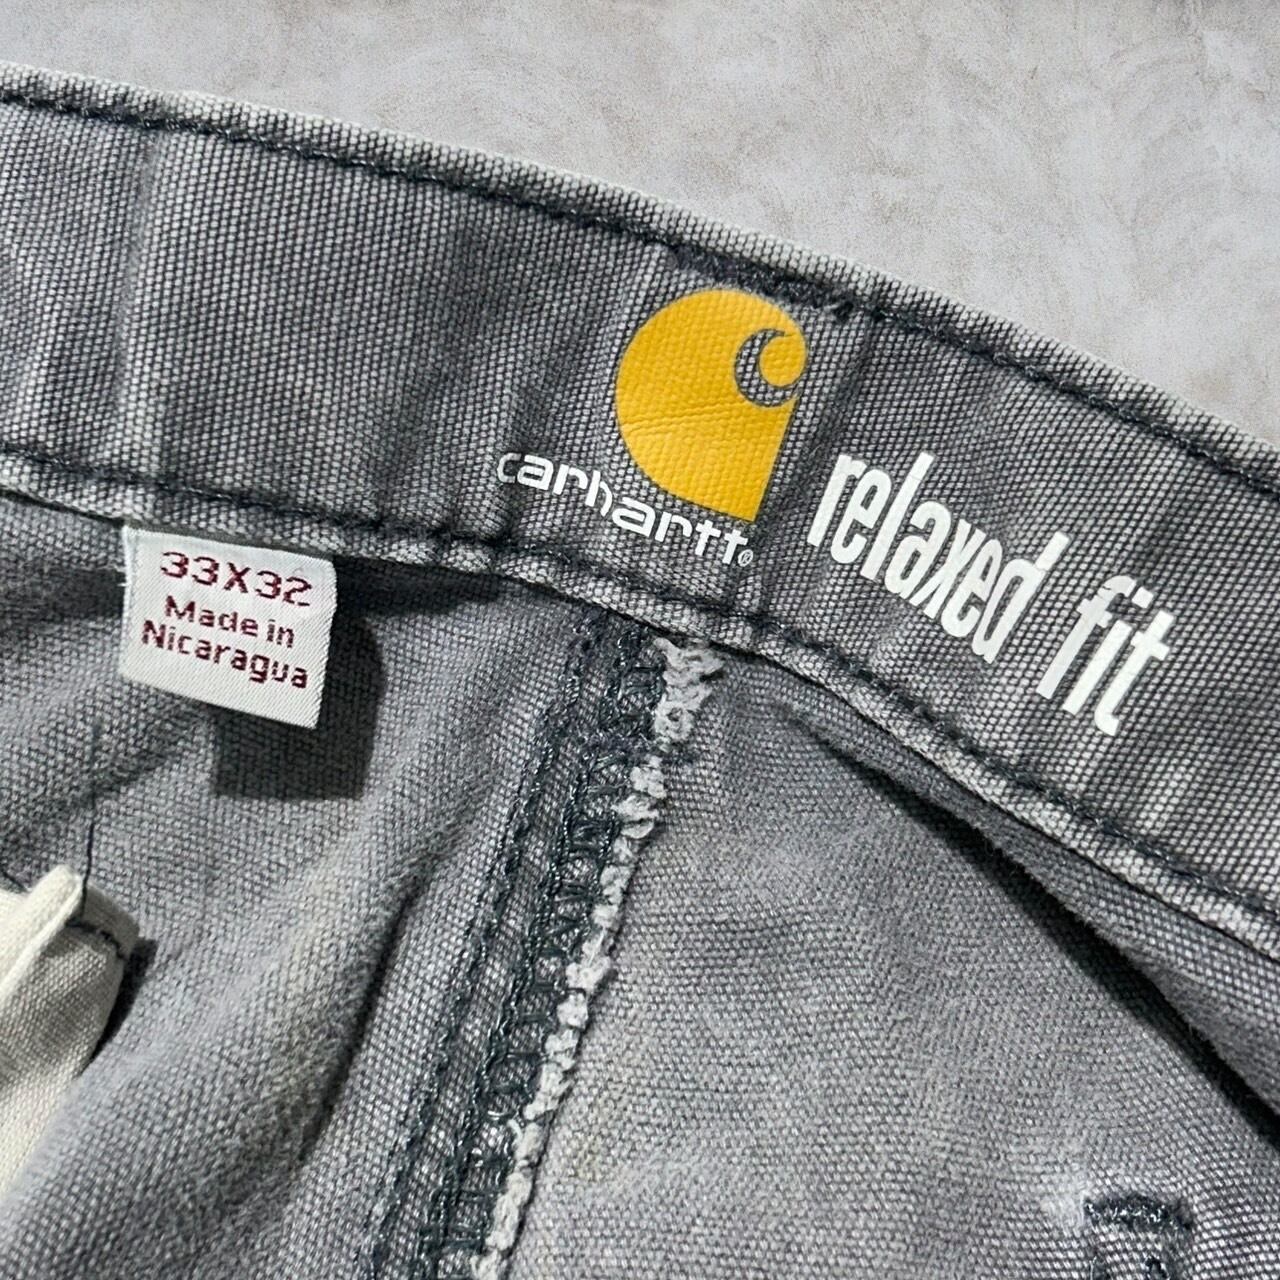 carhartt®
relaxed fit
33X32
Made in
Nicaragua